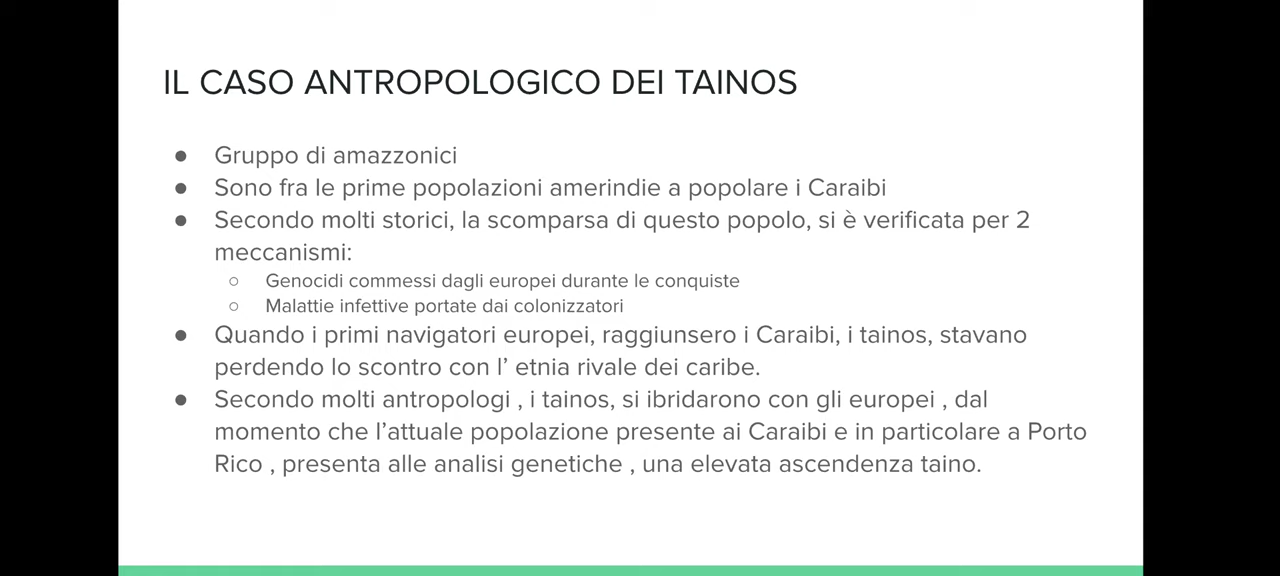 IL CASO ANTROPOLOGICO DEI TAINOS
● Gruppo di amazzonici
● Sono fra le prime popolazioni amerindie a popolare i Caraibi
● Secondo molti storici, la scomparsa di questo popolo, si è verificata per 2
meccanismi:
○ Genocidi commessi dagli europei durante le conquiste
○ Malattie infettive portate dai colonizzatori
● Quando i primi navigatori europei, raggiunsero i Caraibi, i tainos, stavano
perdendo lo scontro con l’ etnia rivale dei caribe.
● Secondo molti antropologi , i tainos, si ibridarono con gli europei , dal
momento che l’attuale popolazione presente ai Caraibi e in particolare a Porto
Rico , presenta alle analisi genetiche , una elevata ascendenza taino.